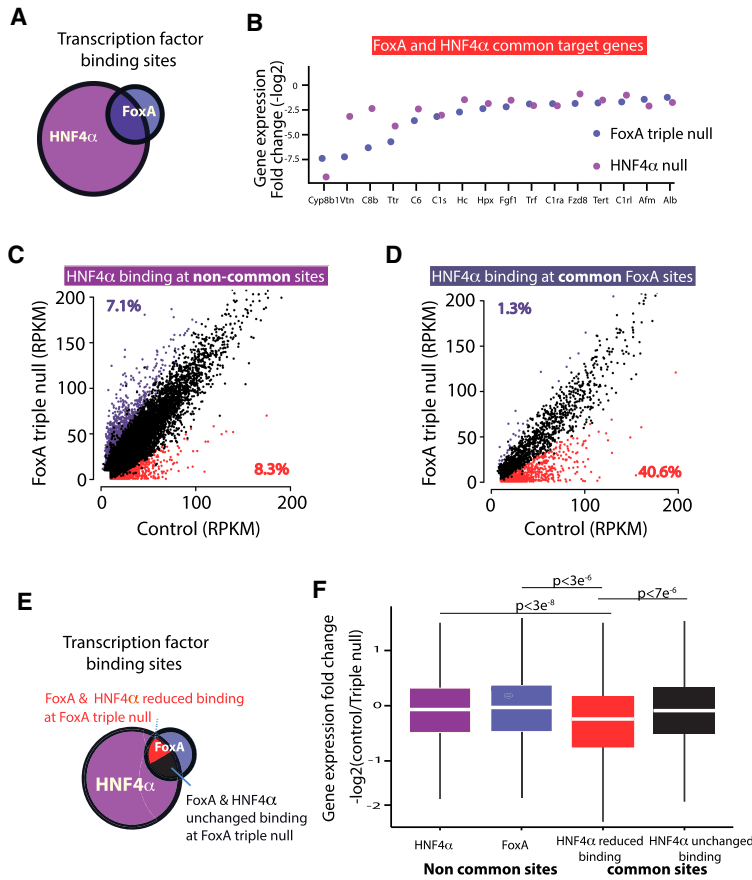 A
Transcription factor
binding sites
FoxA
HNF4α
B
FoxA and HNF4α common target genes
Gene expression
Fold change (-log2)
0
-2.5
-5.0
-7.5
FoxA triple null
HNF4α null
Cyp8b1 Vtn C8b Ttr C6 C1s Hc Hpx Fgf1 Trf C1ra Fzd8 Tert C1rl Afm Alb
C
HNF4α binding at non-common sites
FoxA triple null (RPKM)
200
150
100
50
0
7.1%
8.3%
0 100 200
Control (RPKM)
D
HNF4α binding at common FoxA sites
FoxA triple null (RPKM)
200
150
100
50
0
1.3%
40.6%
0 100 200
Control (RPKM)
E
Transcription factor
binding sites
FoxA & HNF4α reduced binding
at FoxA triple null
FoxA
HNF4α
FoxA & HNF4α
unchanged binding
at FoxA triple null
F
p<3e-6
p<7e-6
p<3e-8
Gene expression fold change
-log2(control/Triple null)
1
0
-1
-2
HNF4α FoxA HNF4α reduced HNF4α unchanged
binding binding
Non common sites common sites